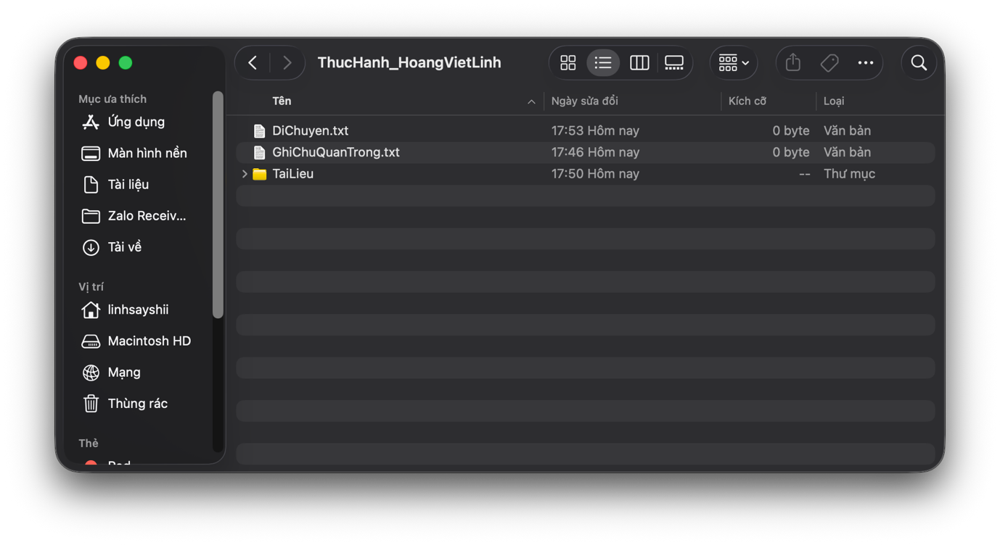 ThucHanh_HoangVietLinh
Mục ưa thích
Ứng dụng
Màn hình nền
Tài liệu
Zalo Receiv...
Tải về
Vị trí
linhsayshii
Macintosh HD
Mạng
Thùng rác
Thẻ
Tên Ngày sửa đổi Kích cỡ Loại
DiChuyen.txt 17:53 Hôm nay 0 byte Văn bản
GhiChuQuanTrong.txt 17:46 Hôm nay 0 byte Văn bản
TaiLieu 17:50 Hôm nay -- Thư mục